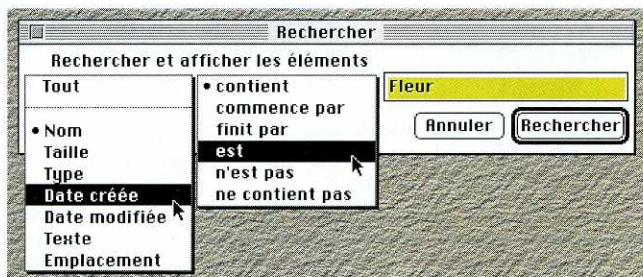 Rechercher
Rechercher et afficher les éléments
Tout
• Nom
Taille
Type
Date créée
Date modifiée
Texte
Emplacement
• contient
commence par
finit par
est
n'est pas
ne contient pas
Fleur
Annuler
Rechercher